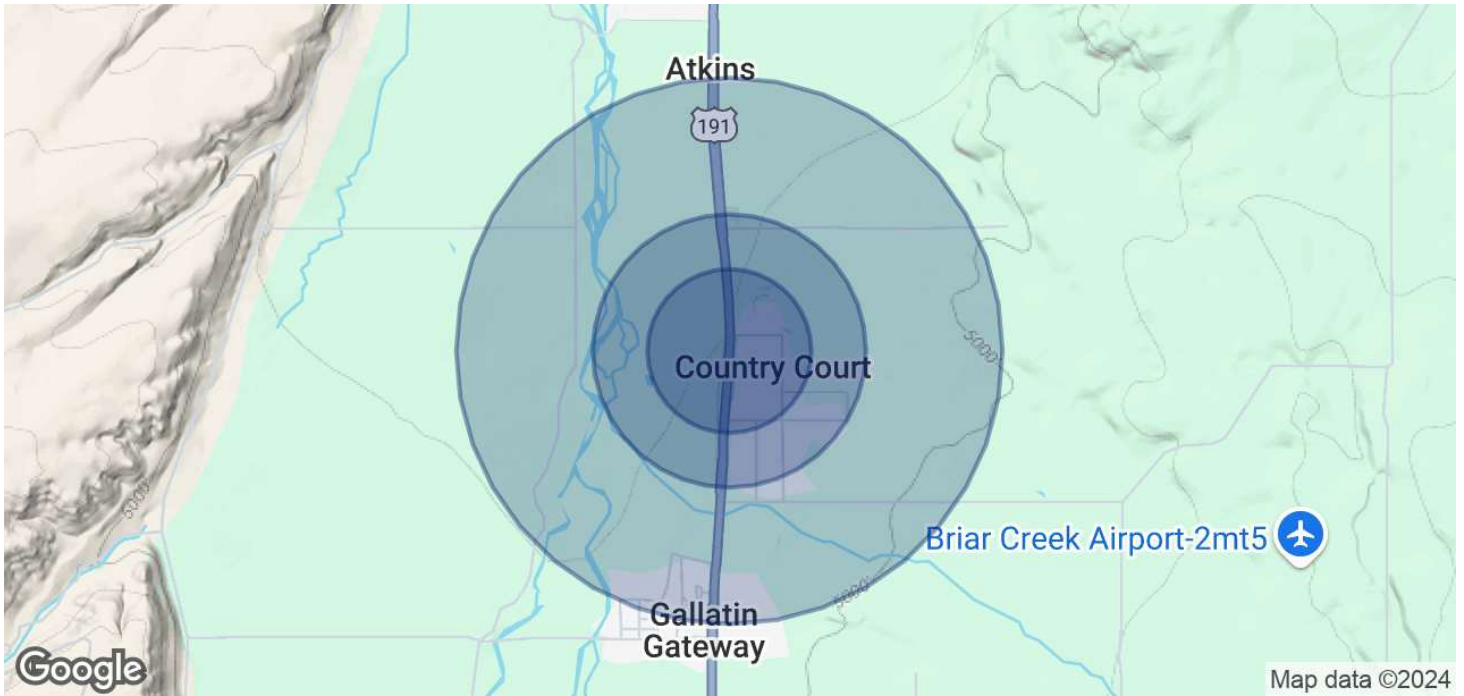 Atkins
191
5000
Country Court
Briar Creek Airport-2mt5
5000
5000
Gallatin
Gateway
Google
Map data ©2024